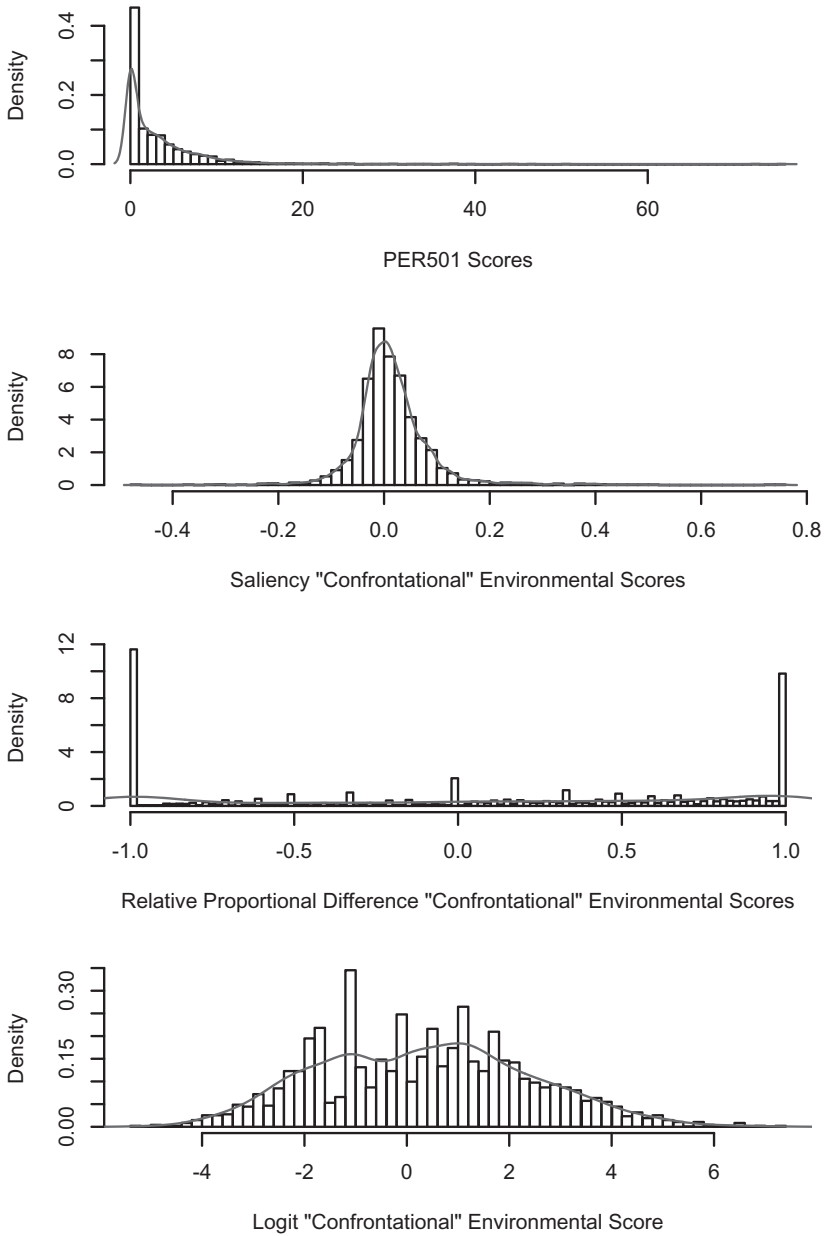 Density
0.0 0.2 0.4
0 20 40 60
PER501 Scores
Density
0 2 4 6 8
-0.4 -0.2 0.0 0.2 0.4 0.6 0.8
Saliency "Confrontational" Environmental Scores
Density
0 4 8 12
-1.0 -0.5 0.0 0.5 1.0
Relative Proportional Difference "Confrontational" Environmental Scores
Density
0.00 0.15 0.30
-4 -2 0 2 4 6
Logit "Confrontational" Environmental Score